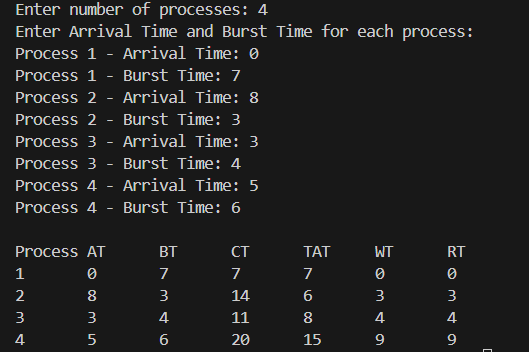 Enter number of processes: 4
Enter Arrival Time and Burst Time for each process:
Process 1 - Arrival Time: 0
Process 1 - Burst Time: 7
Process 2 - Arrival Time: 8
Process 2 - Burst Time: 3
Process 3 - Arrival Time: 3
Process 3 - Burst Time: 4
Process 4 - Arrival Time: 5
Process 4 - Burst Time: 6
Process AT BT CT TAT WT RT
1 0 7 7 7 0 0
2 8 3 14 6 3 3
3 3 4 11 8 4 4
4 5 6 20 15 9 9